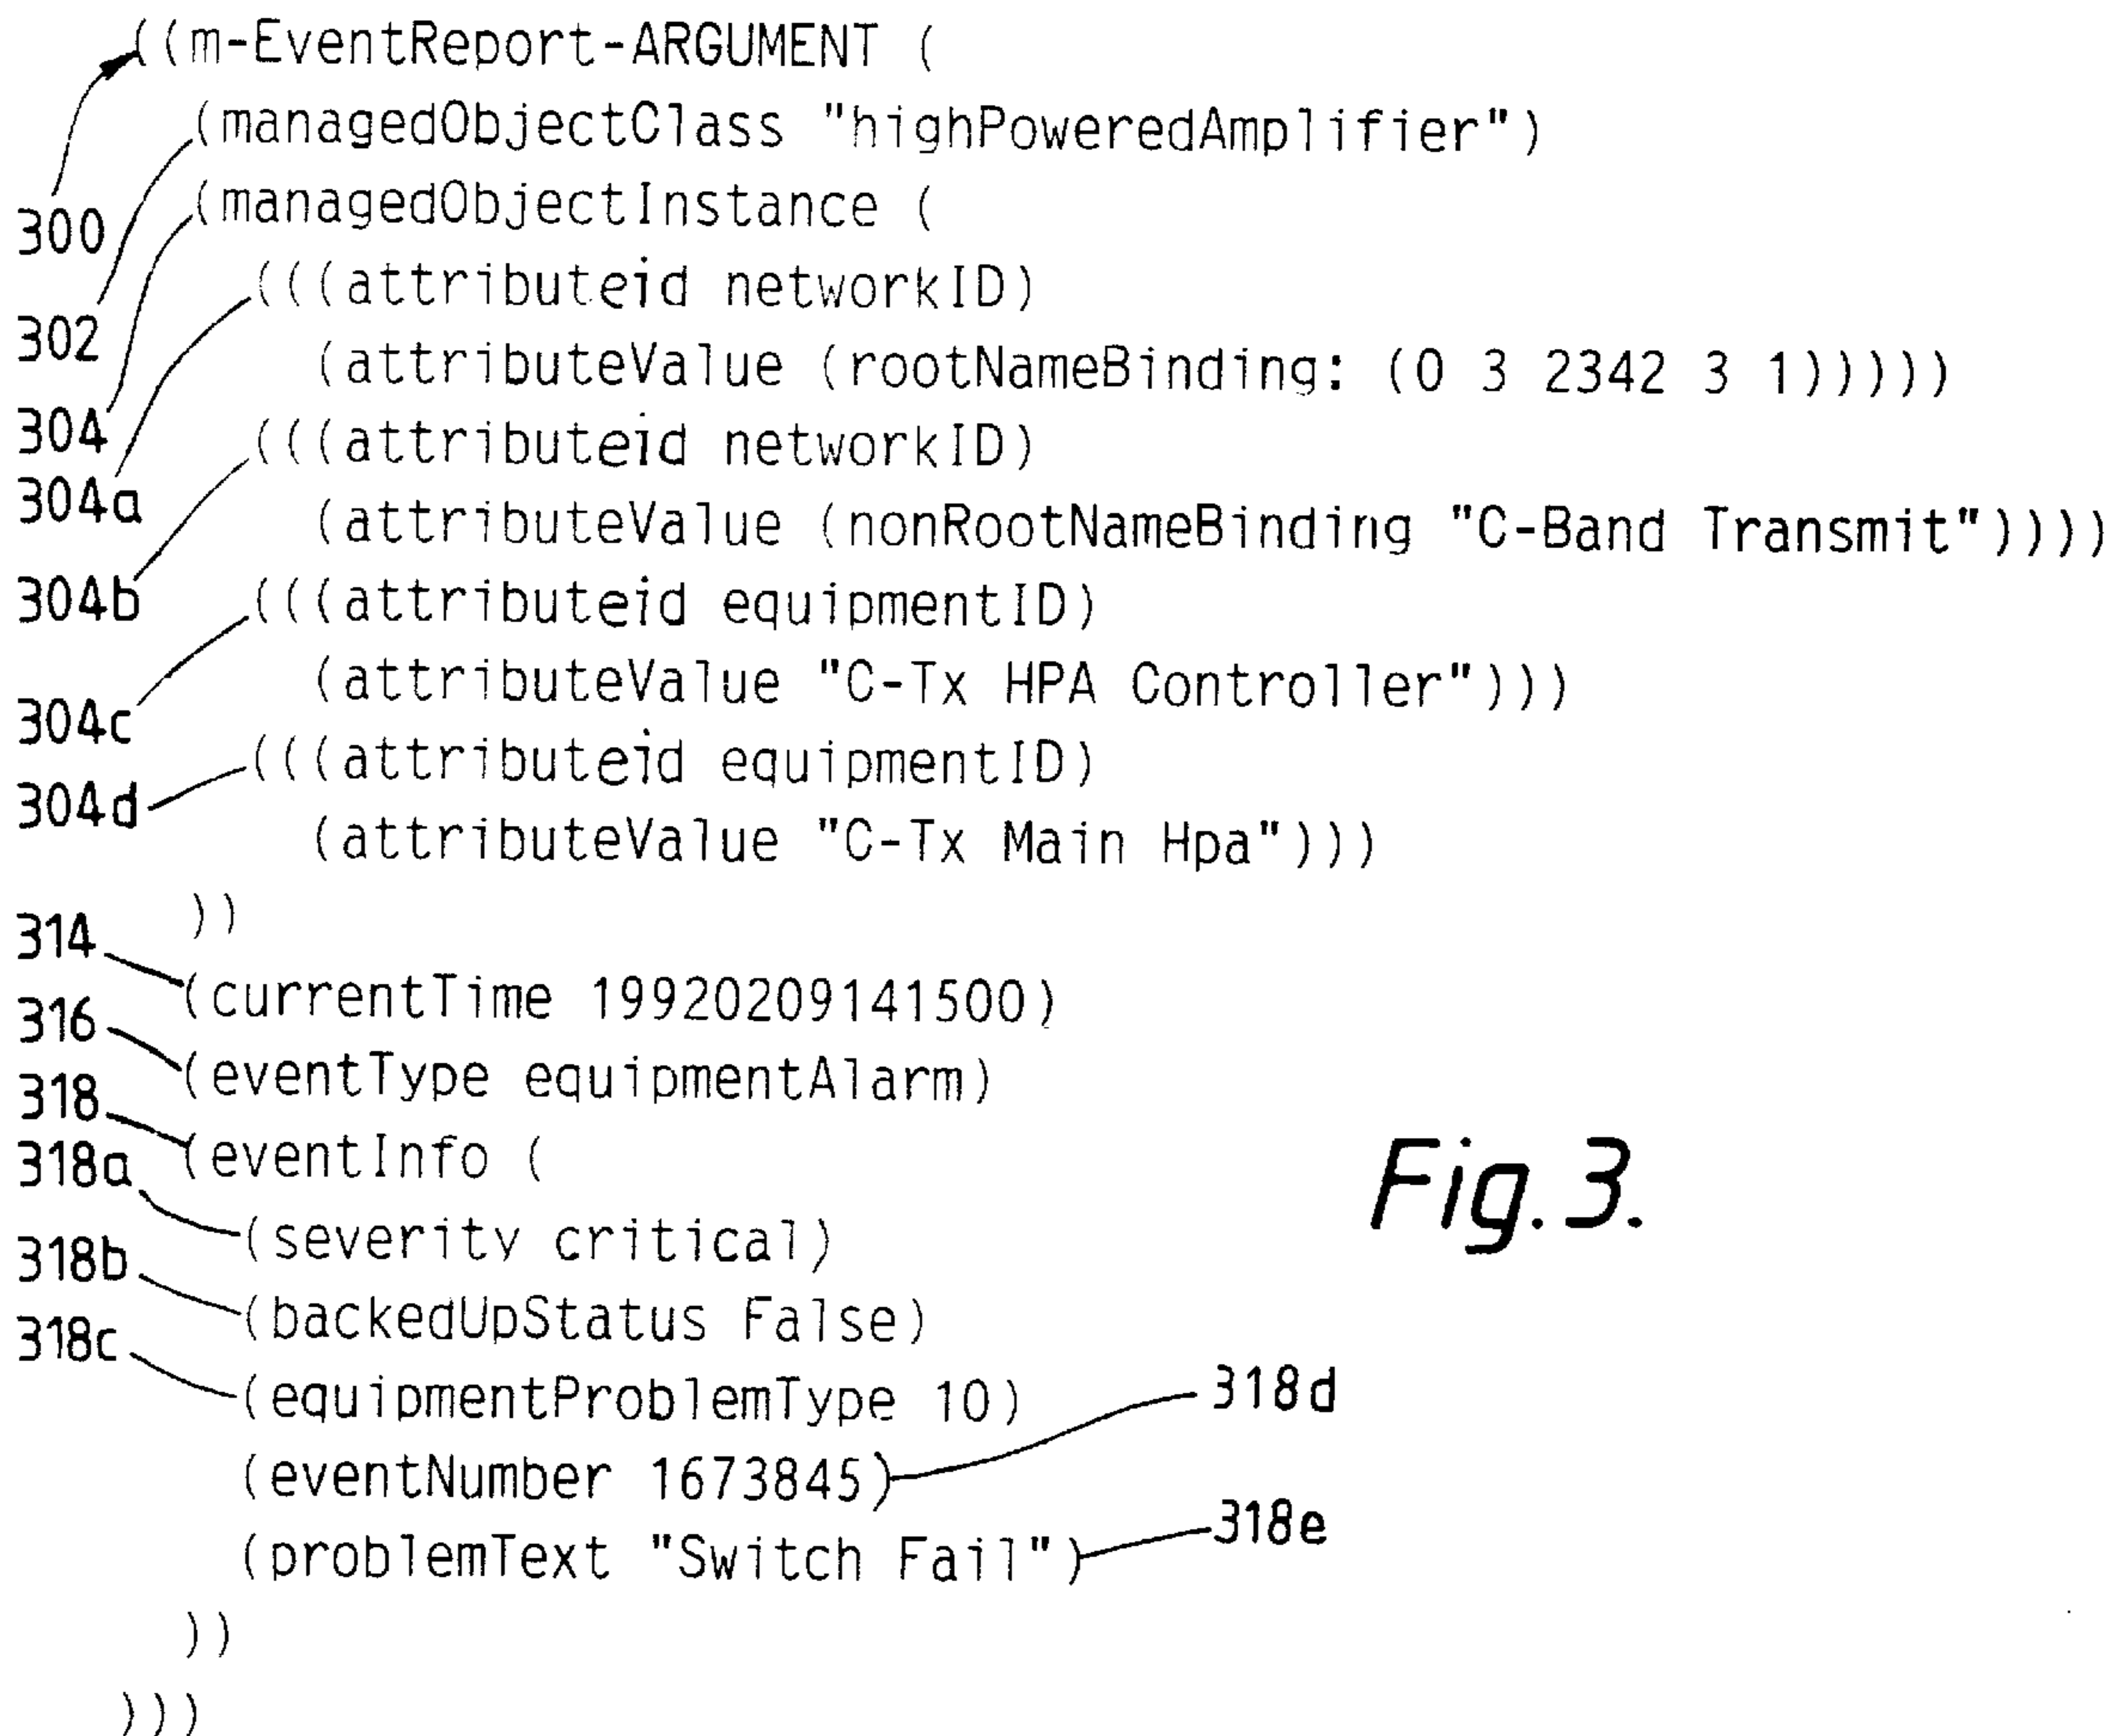 ((m-EventReport-ARGUMENT (
(managedObjectClass "highPoweredAmplifier")
(managedObjectInstance (
300
(((attributeid networkID)
302
(attributeValue (rootNameBinding: (0 3 2342 3 1)))))
304
(((attributeid networkID)
304a
(attributeValue (nonRootNameBinding "C-Band Transmit"))))
304b
(((attributeid equipmentID)
(attributeValue "C-Tx HPA Controller")))
304c
(((attributeid equipmentID)
304d
(attributeValue "C-Tx Main Hpa")))
))
314
(currentTime 19920209141500)
316
(eventType equipmentAlarm)
318
(eventInfo (
318a
(severity critical)
318b
(backedUpStatus False)
318c
(equipmentProblemType 10)
318d
(eventNumber 1673845)
(problemText "Switch Fail")
318e
))
)))
Fig. 3.